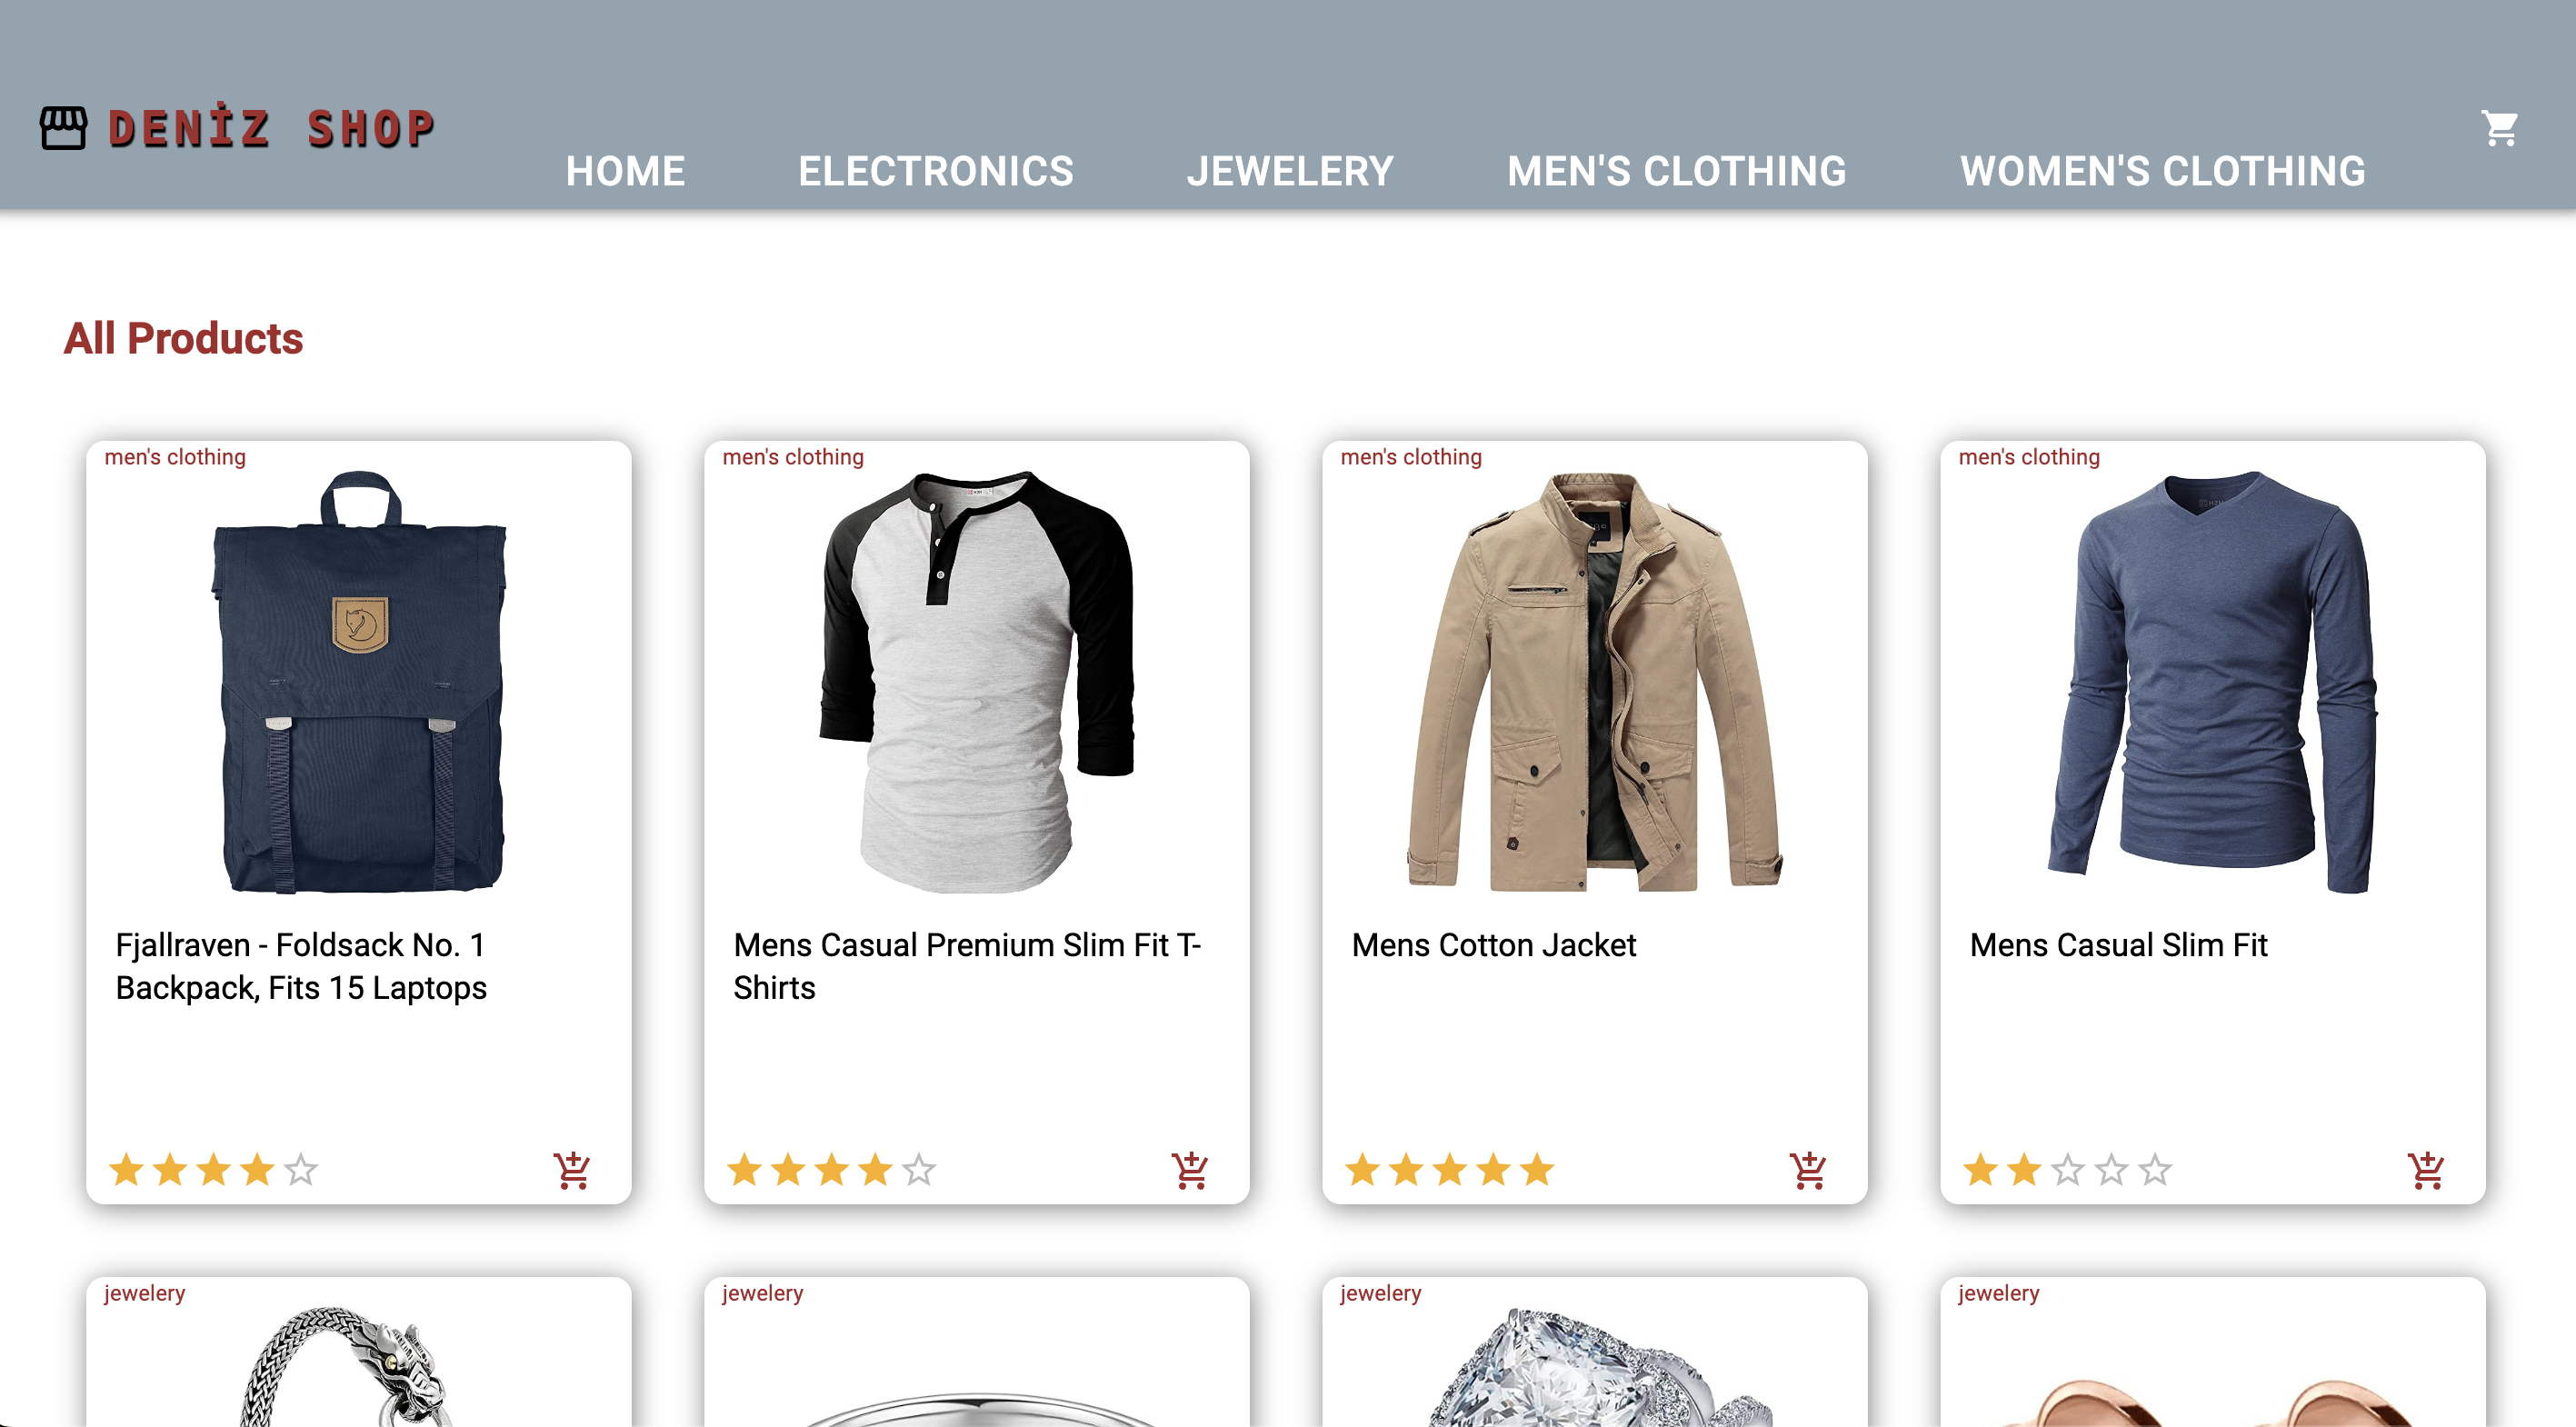 DENİZ SHOP
HOME
ELECTRONICS
JEWELERY
MEN'S CLOTHING
WOMEN'S CLOTHING
All Products
men's clothing
men's clothing
men's clothing
men's clothing
Fjallraven - Foldsack No. 1
Backpack, Fits 15 Laptops
Mens Casual Premium Slim Fit T-
Shirts
Mens Cotton Jacket
Mens Casual Slim Fit
jewelery
jewelery
jewelery
jewelery